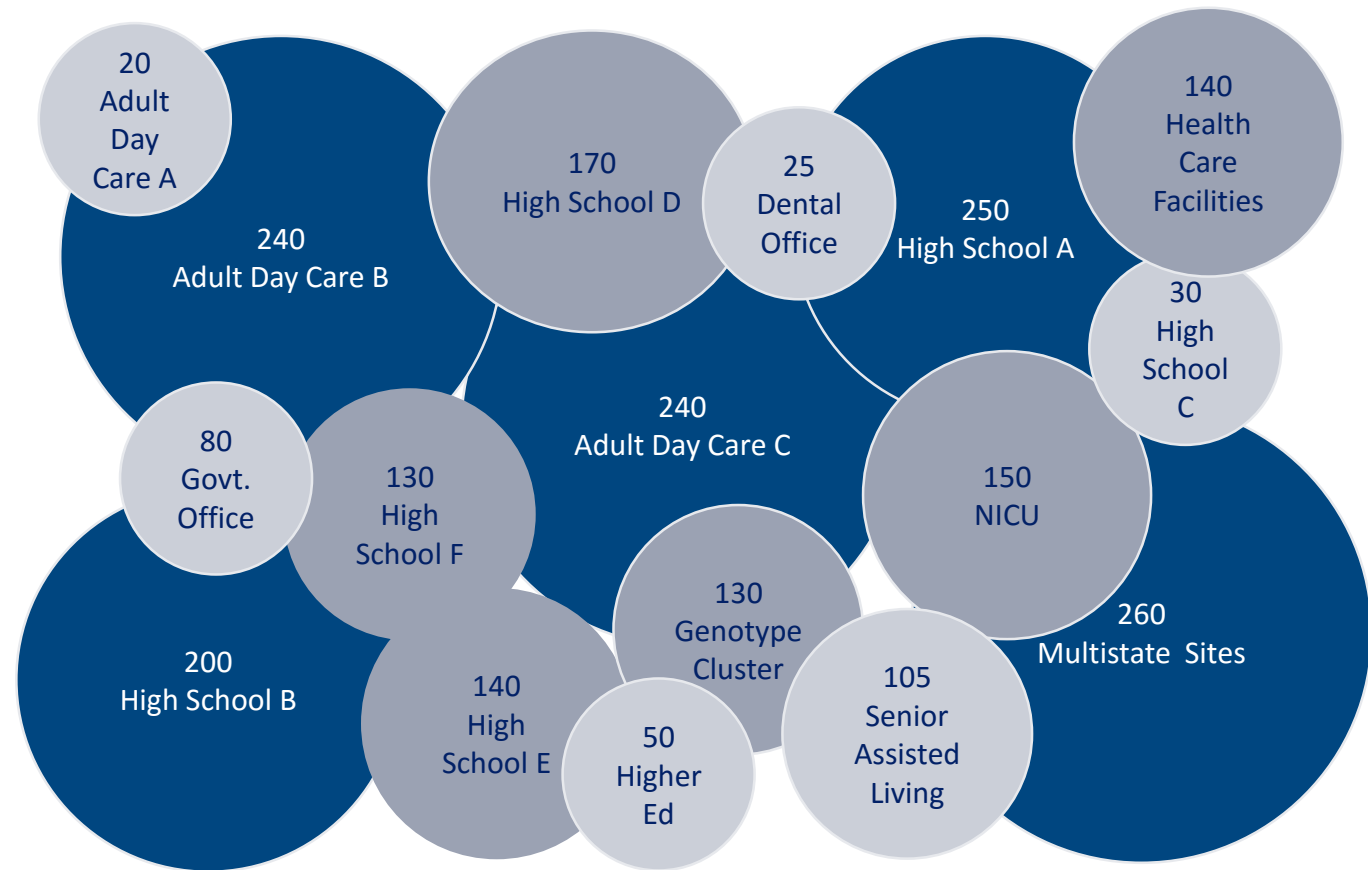 20
Adult
Day
Care A
240
Adult Day Care B
170
High School D
25
Dental
Office
250
High School A
140
Health
Care
Facilities
30
High
School
C
240
Adult Day Care C
80
Govt.
Office
130
High
School F
150
NICU
200
High School B
140
High
School E
130
Genotype
Cluster
50
Higher
Ed
105
Senior
Assisted
Living
260
Multistate Sites